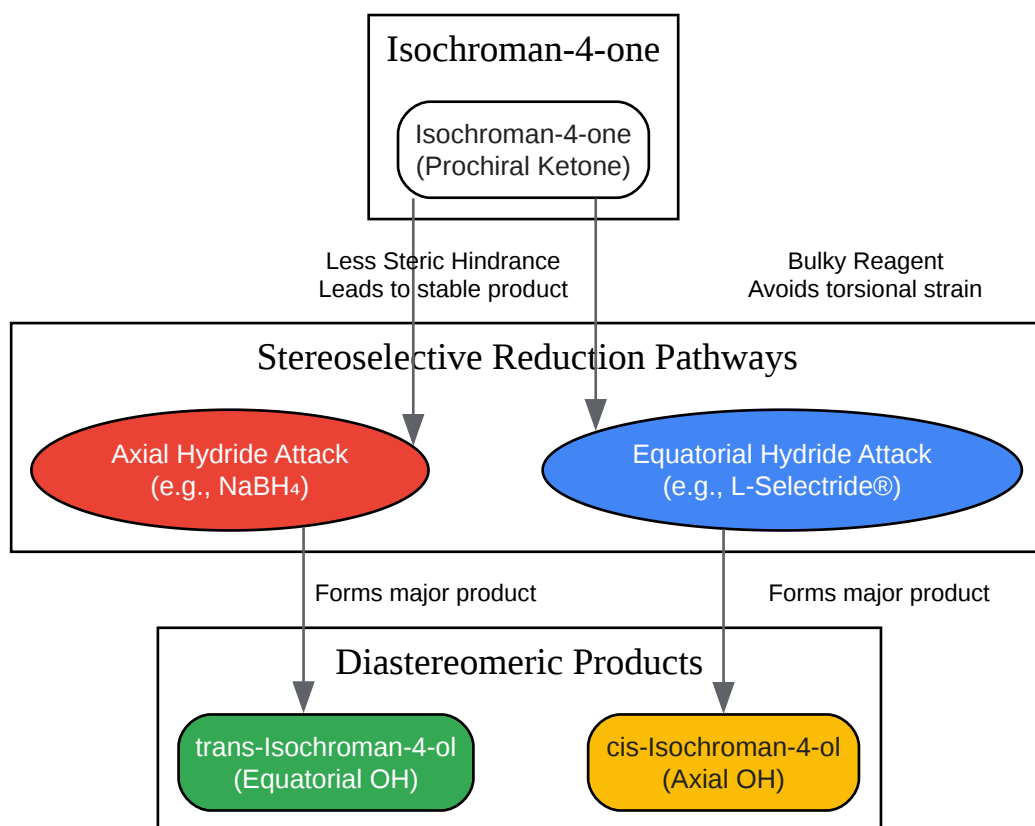 Isochroman-4-one
Isochroman-4-one
(Prochiral Ketone)
Less Steric Hindrance
Leads to stable product
Bulky Reagent
Avoids torsional strain
Stereoselective Reduction Pathways
Axial Hydride Attack
(e.g., NaBH₄)
Equatorial Hydride Attack
(e.g., L-Selectride®)
Forms major product
Forms major product
Diastereomeric Products
trans-Isochroman-4-ol
(Equatorial OH)
cis-Isochroman-4-ol
(Axial OH)